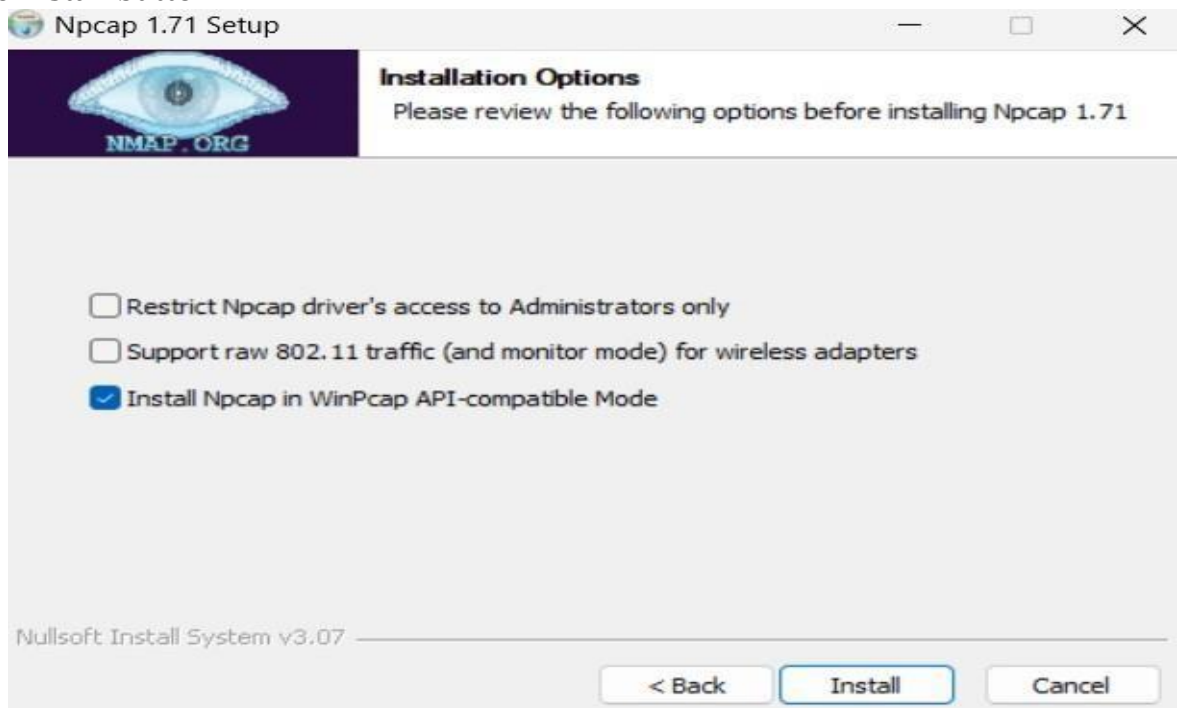 Npcap 1.71 Setup
NMAP.ORG
Installation Options
Please review the following options before installing Npcap 1.71
Restrict Npcap driver's access to Administrators only
Support raw 802.11 traffic (and monitor mode) for wireless adapters
Install Npcap in WinPcap API-compatible Mode
Nullsoft Install System v3.07
< Back
Install
Cancel